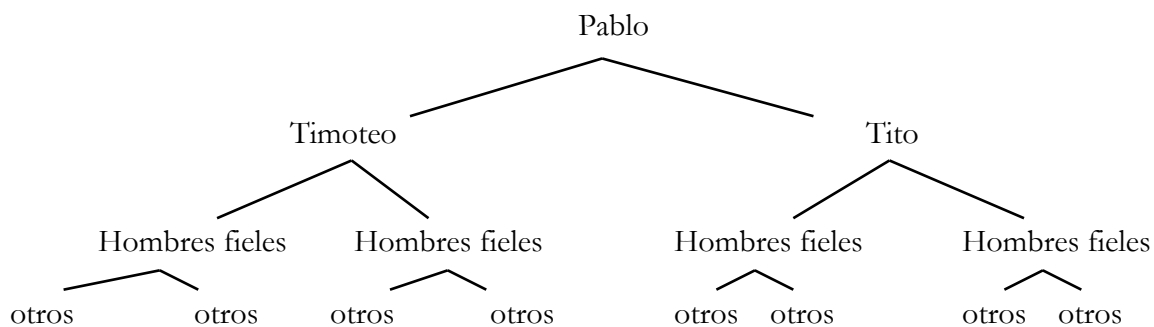 Pablo
Timoteo Tito
Hombres fieles Hombres fieles Hombres fieles Hombres fieles
otros otros otros otros otros otros otros otros